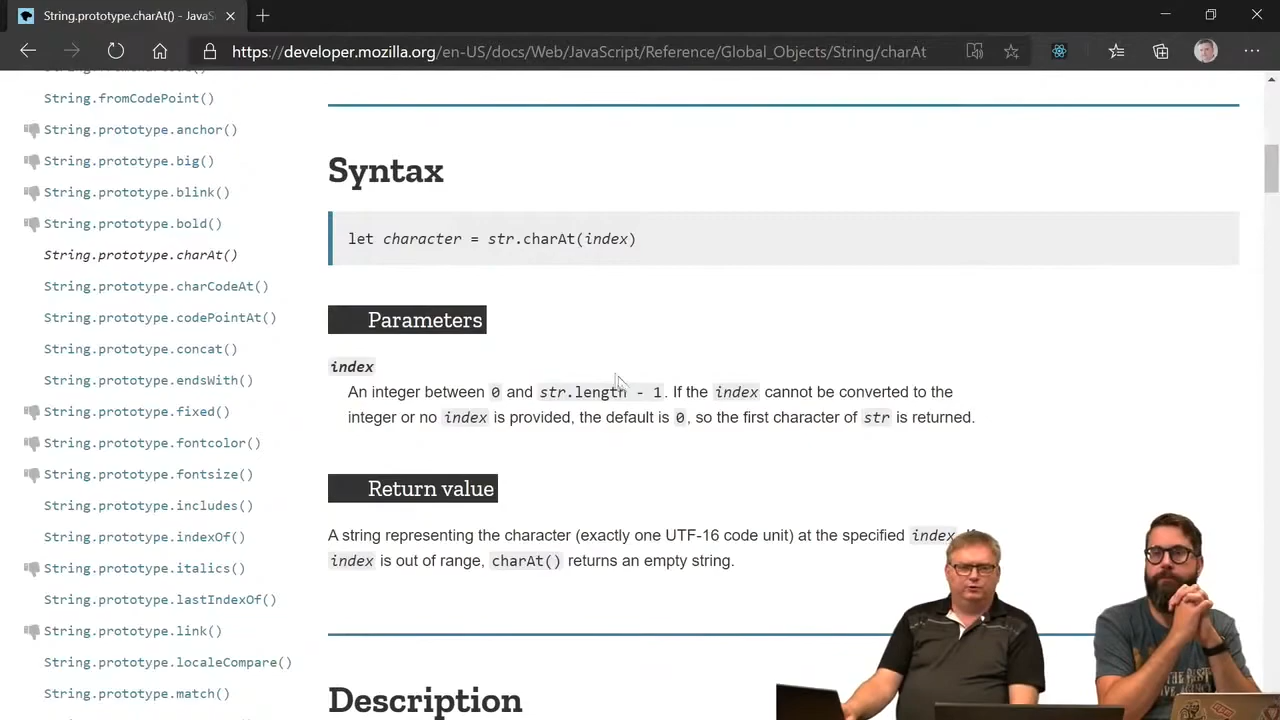 String.prototype.charAt() - JavaS
https://developer.mozilla.org/en-US/docs/Web/JavaScript/Reference/Global_Objects/String/charAt
String.fromCodePoint()
String.prototype.anchor()
String.prototype.big()
String.prototype.blink()
String.prototype.bold()
String.prototype.charAt()
String.prototype.charCodeAt()
String.prototype.codePointAt()
String.prototype.concat()
String.prototype.endsWith()
String.prototype.fixed()
String.prototype.fontcolor()
String.prototype.fontsize()
String.prototype.includes()
String.prototype.indexOf()
String.prototype.italics()
String.prototype.lastIndexOf()
String.prototype.link()
String.prototype.localeCompare()
String.prototype.match()
Syntax
let character = str.charAt(index)
Parameters
index
An integer between 0 and str.length - 1. If the index cannot be converted to the
integer or no index is provided, the default is 0, so the first character of str is returned.
Return value
A string representing the character (exactly one UTF-16 code unit) at the specified index. If
index is out of range, charAt() returns an empty string.
Description